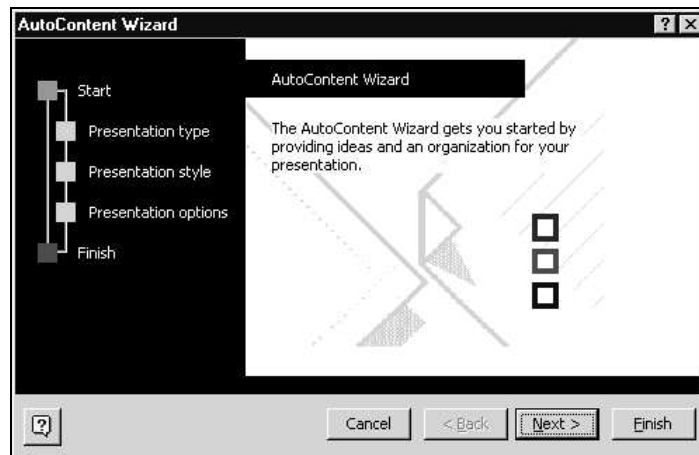 AutoContent Wizard
Start
Presentation type
Presentation style
Presentation options
Finish
AutoContent Wizard
The AutoContent Wizard gets you started by
providing ideas and an organization for your
presentation.
Cancel
< Back
Next >
Finish